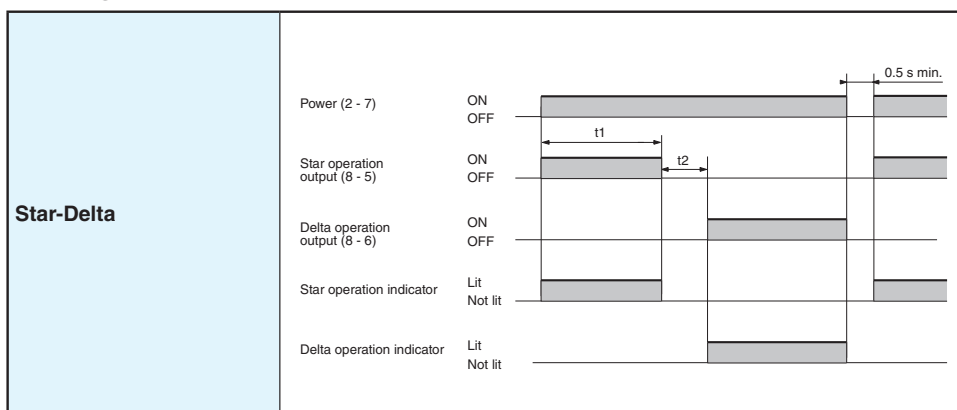 Star-Delta
0.5 s min.
Power (2 - 7)
ON
OFF
t1
Star operation
output (8 - 5)
ON
OFF
t2
Delta operation
output (8 - 6)
ON
OFF
Star operation indicator
Lit
Not lit
Delta operation indicator
Lit
Not lit